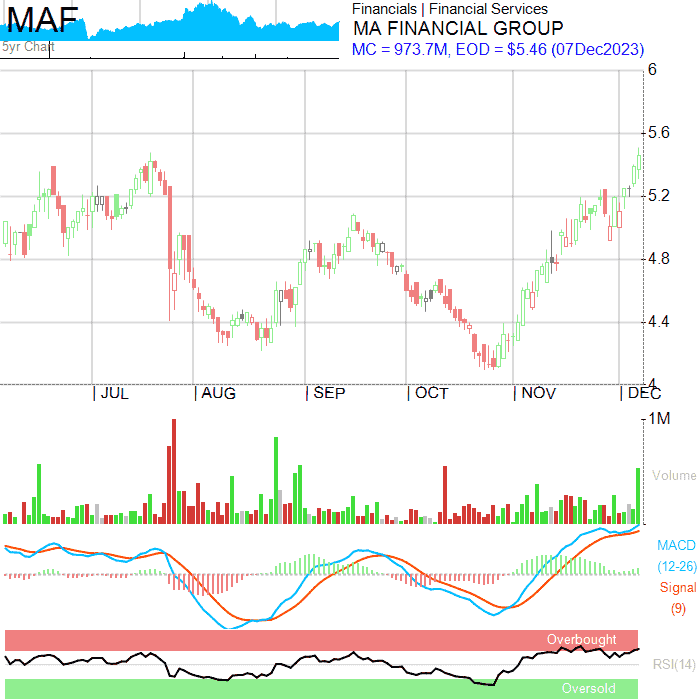 MAF
5yr Chart
Financials | Financial Services
MA FINANCIAL GROUP
MC = 973.7M, EOD = $5.46 (07Dec2023)
6
5.6
5.2
4.8
4.4
4
| JUL
| AUG
| SEP
| OCT
| NOV
| DEC
1M
Volume
MACD
(12-26)
Signal
(9)
Overbought
RSI(14)
Oversold